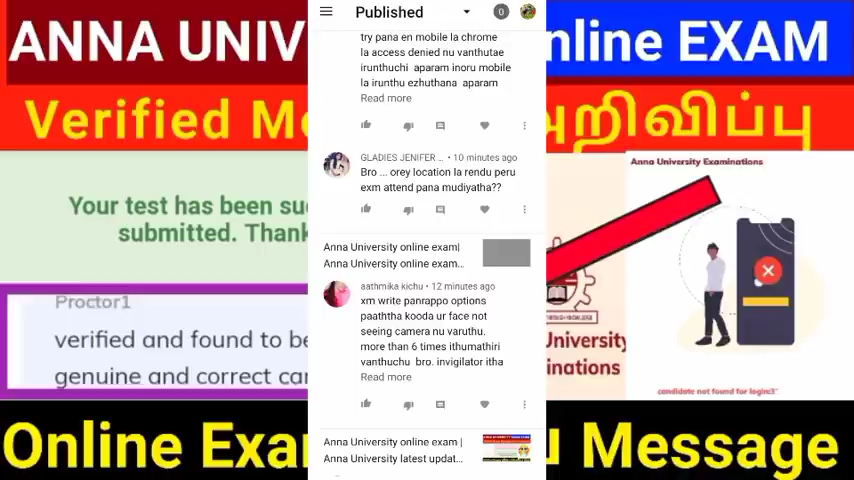 ANNA UNIV
nline EXAM
Verified Me
அறிவிப்பு
Your test has been su
submitted. Thank
Proctor1
verified and found to be
genuine and correct can
Online Exa
u Message
Published
0
try pana en mobile la chrome
la access denied nu vanthutae
irunthuchi aparam inoru mobile
la irunthu ezhuthana aparam
Read more
GLADIES JENIFER ... • 10 minutes ago
Bro ... orey location la rendu peru
exm attend pana mudiyatha??
Anna University online exam|
Anna University online exam...
aathmika kichu • 12 minutes ago
xm write panrappo options
paaththa kooda ur face not
seeing camera nu varuthu.
more than 6 times ithumathiri
vanthuchu bro. invigilator itha
Read more
Anna University online exam |
Anna University latest updat...
Anna University Examinations
University
inations
candidate not found for login:3"